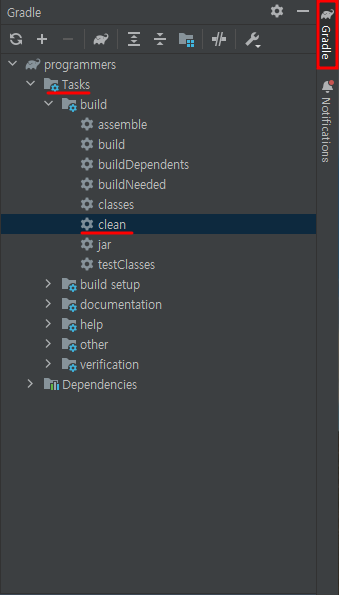 Gradle
programmers
Tasks
build
assemble
build
buildDependents
buildNeeded
classes
clean
jar
testClasses
build setup
documentation
help
other
verification
Dependencies
Gradle
Notifications